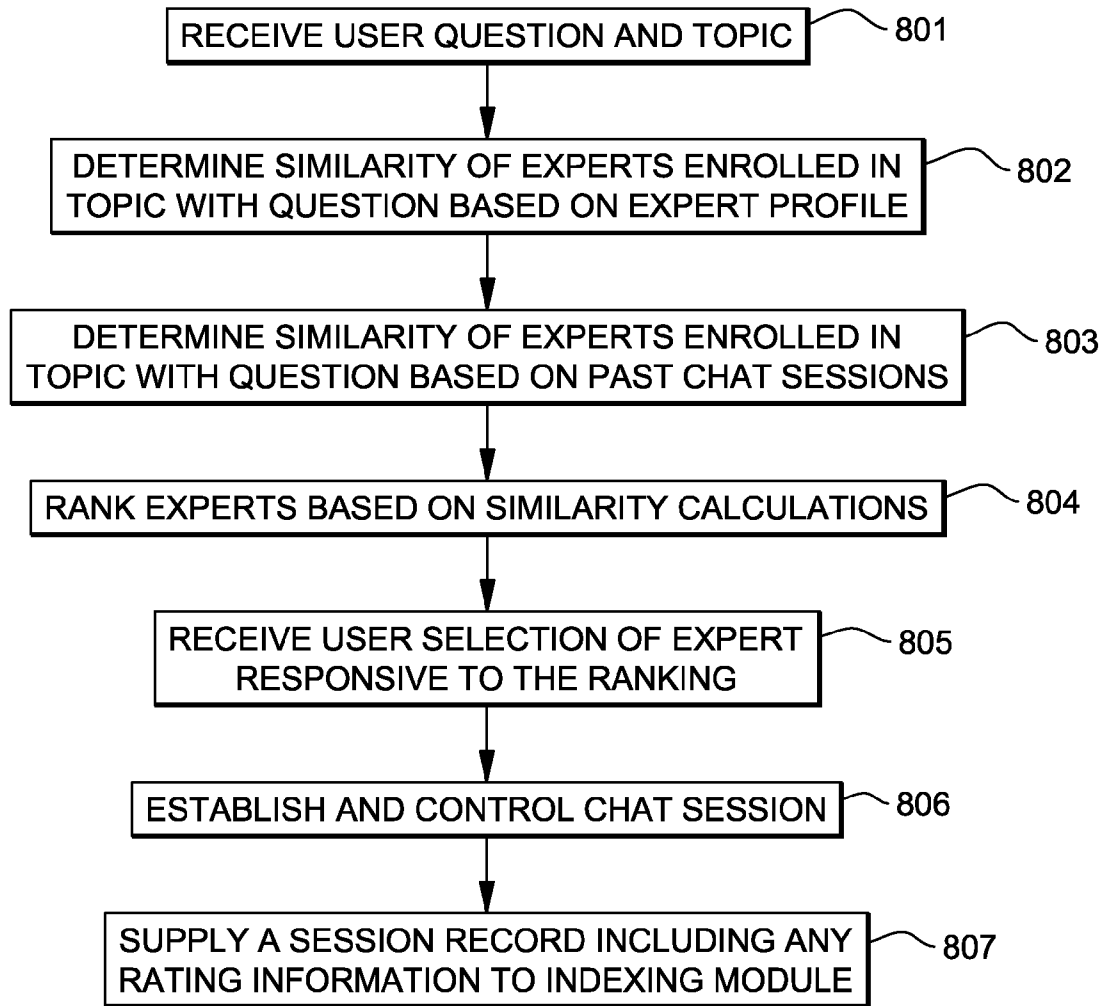 RECEIVE USER QUESTION AND TOPIC
801
DETERMINE SIMILARITY OF EXPERTS ENROLLED IN
TOPIC WITH QUESTION BASED ON EXPERT PROFILE
802
DETERMINE SIMILARITY OF EXPERTS ENROLLED IN
TOPIC WITH QUESTION BASED ON PAST CHAT SESSIONS
803
RANK EXPERTS BASED ON SIMILARITY CALCULATIONS
804
RECEIVE USER SELECTION OF EXPERT
RESPONSIVE TO THE RANKING
805
ESTABLISH AND CONTROL CHAT SESSION
806
SUPPLY A SESSION RECORD INCLUDING ANY
RATING INFORMATION TO INDEXING MODULE
807